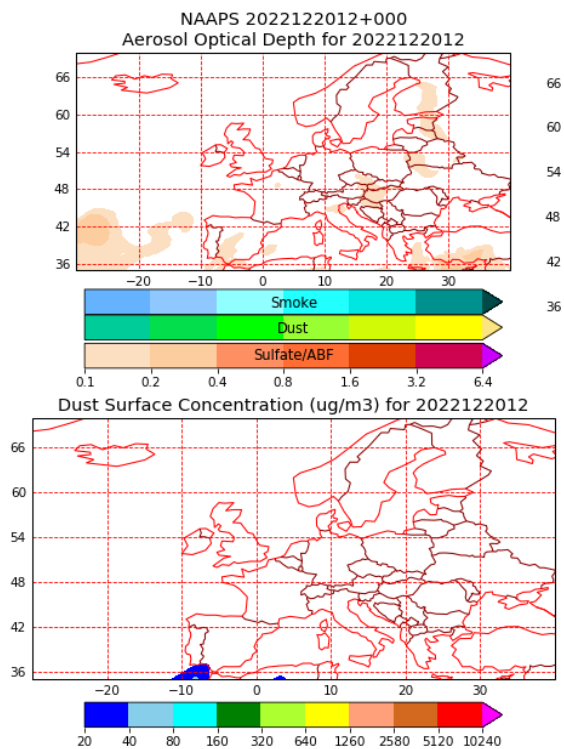 NAAPS 2022122012+000
Aerosol Optical Depth for 2022122012
66
60
54
48
42
36
−20 −10 0 10 20 30
66
60
54
48
42
36
Smoke
Dust
Sulfate/ABF
0.1 0.2 0.4 0.8 1.6 3.2 6.4
Dust Surface Concentration (ug/m3) for 2022122012
66
60
54
48
42
36
−20 −10 0 10 20 30
20 40 80 160 320 640 1260 2580 5120 10240